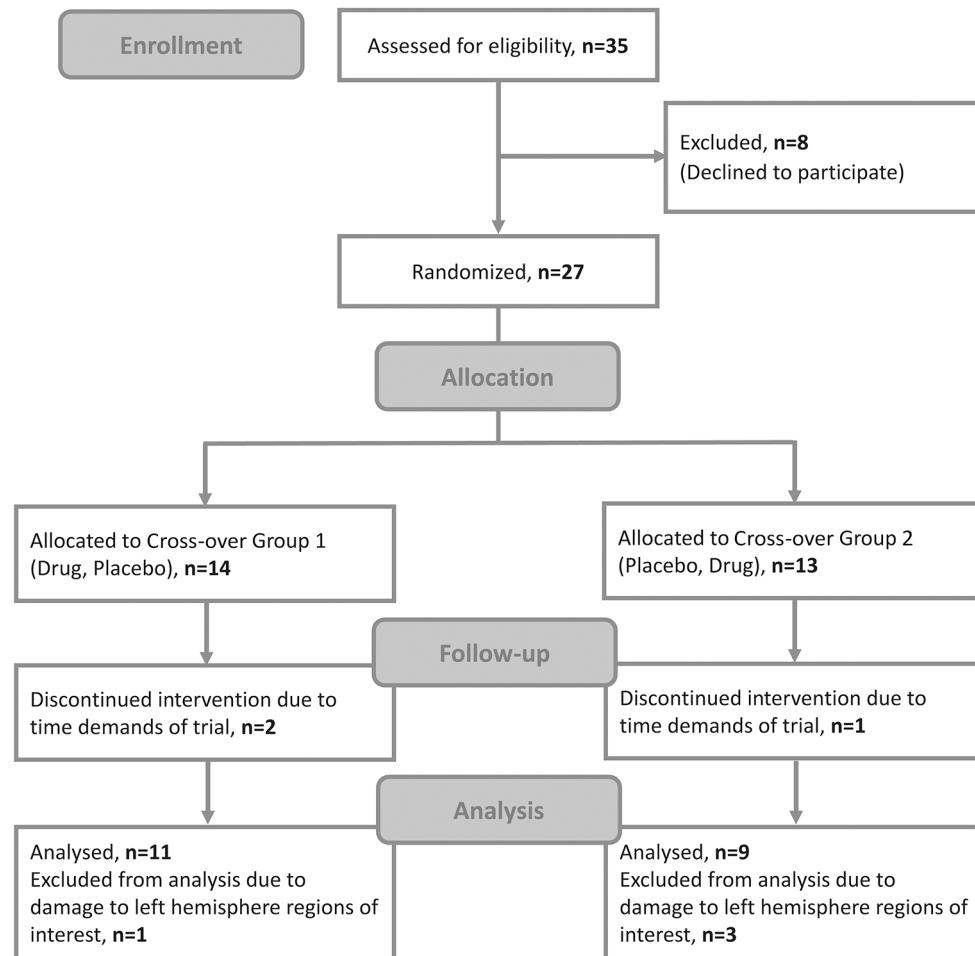 Enrollment
Assessed for eligibility, n=35
Excluded, n=8
(Declined to participate)
Randomized, n=27
Allocation
Allocated to Cross-over Group 1
(Drug, Placebo), n=14
Allocated to Cross-over Group 2
(Placebo, Drug), n=13
Follow-up
Discontinued intervention due to
time demands of trial, n=2
Discontinued intervention due to
time demands of trial, n=1
Analysis
Analysed, n=11
Excluded from analysis due to
damage to left hemisphere regions of
interest, n=1
Analysed, n=9
Excluded from analysis due to
damage to left hemisphere regions of
interest, n=3